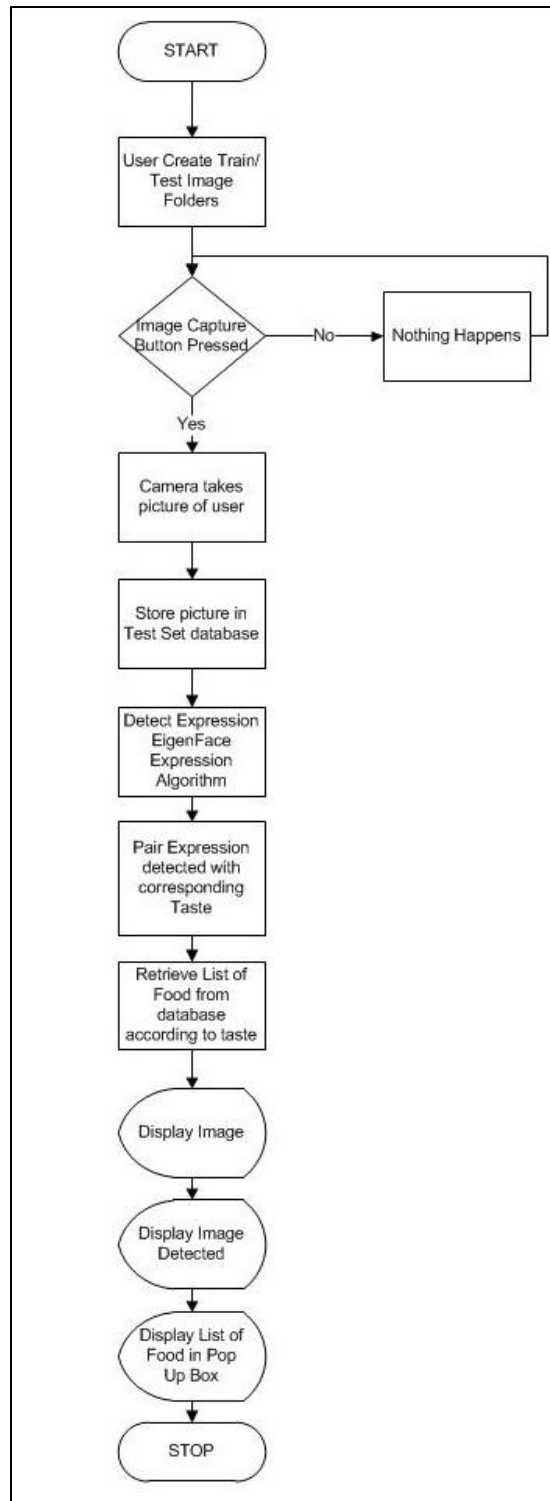 START
User Create Train/
Test Image
Folders
Image Capture
Button Pressed
No
Nothing Happens
Yes
Camera takes
picture of user
Store picture in
Test Set database
Detect Expression
EigenFace
Expression
Algorithm
Pair Expression
detected with
corresponding
Taste
Retrieve List of
Food from
database
according to taste
Display Image
Display Image
Detected
Display List of
Food in Pop
Up Box
STOP